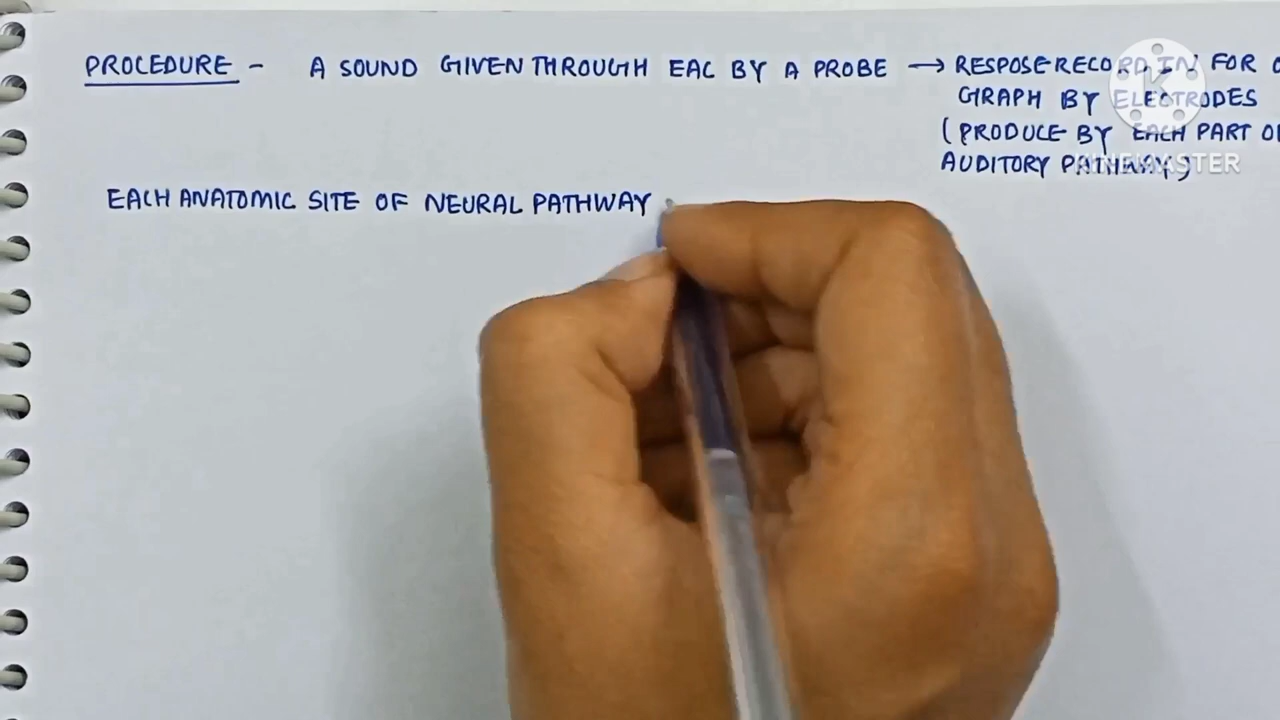 PROCEDURE - A SOUND GIVEN THROUGH EAC BY A PROBE → RESPOSE RECORD IN FOR
GRAPH BY ELECTRODES
(PRODUCE BY EACH PART OF
AUDITORY PATHWAY)
EACH ANATOMIC SITE OF NEURAL PATHWAY
KINEMASTER